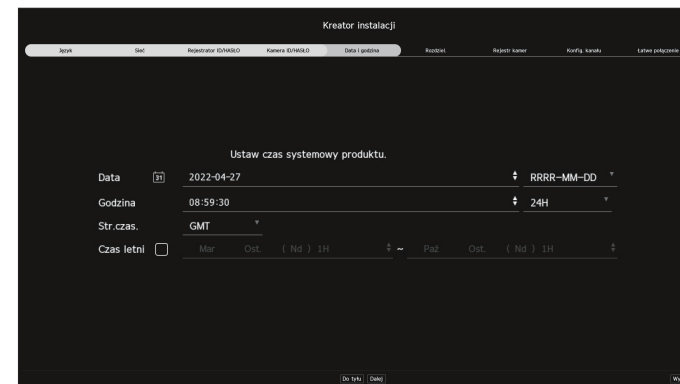 Kreator instalacji
Język Sieć Rejestrator ID/HASŁO Kamera ID/HASŁO Data i godzina Rozdziel. Rejestr kamer Konfig. kanału Łatwe połączenie
Ustaw czas systemowy produktu.
Data 31 2022-04-27 RRRR-MM-DD
Godzina 08:59:30 24H
Str.czas. GMT
Czas letni Mar Ost. ( Nd ) 1H ~ Paź Ost. ( Nd ) 1H
Do tyłu Dalej